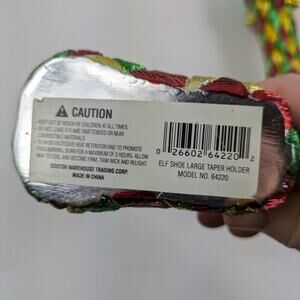 ⚠ CAUTION
- KEEP OUT OF REACH OF CHILDREN AT ALL TIMES
- DO NOT LEAVE A FLAME UNATTENDED OR NEAR
COMBUSTIBLE MATERIALS.
- TO AVOID EXCESSIVE HEAT RETENTION AND TO PROMOTE
EVEN BURNING, BURN FOR A MAXIMUM OF 2 HOURS. ALLOW
WAX TO COOL AND BECOME FIRM, TRIM WICK AND RELIGHT.
BOSTON WAREHOUSE TRADING CORP.
MADE IN CHINA
0 26602 64220 2
ELF SHOE LARGE TAPER HOLDER
MODEL NO. 64220